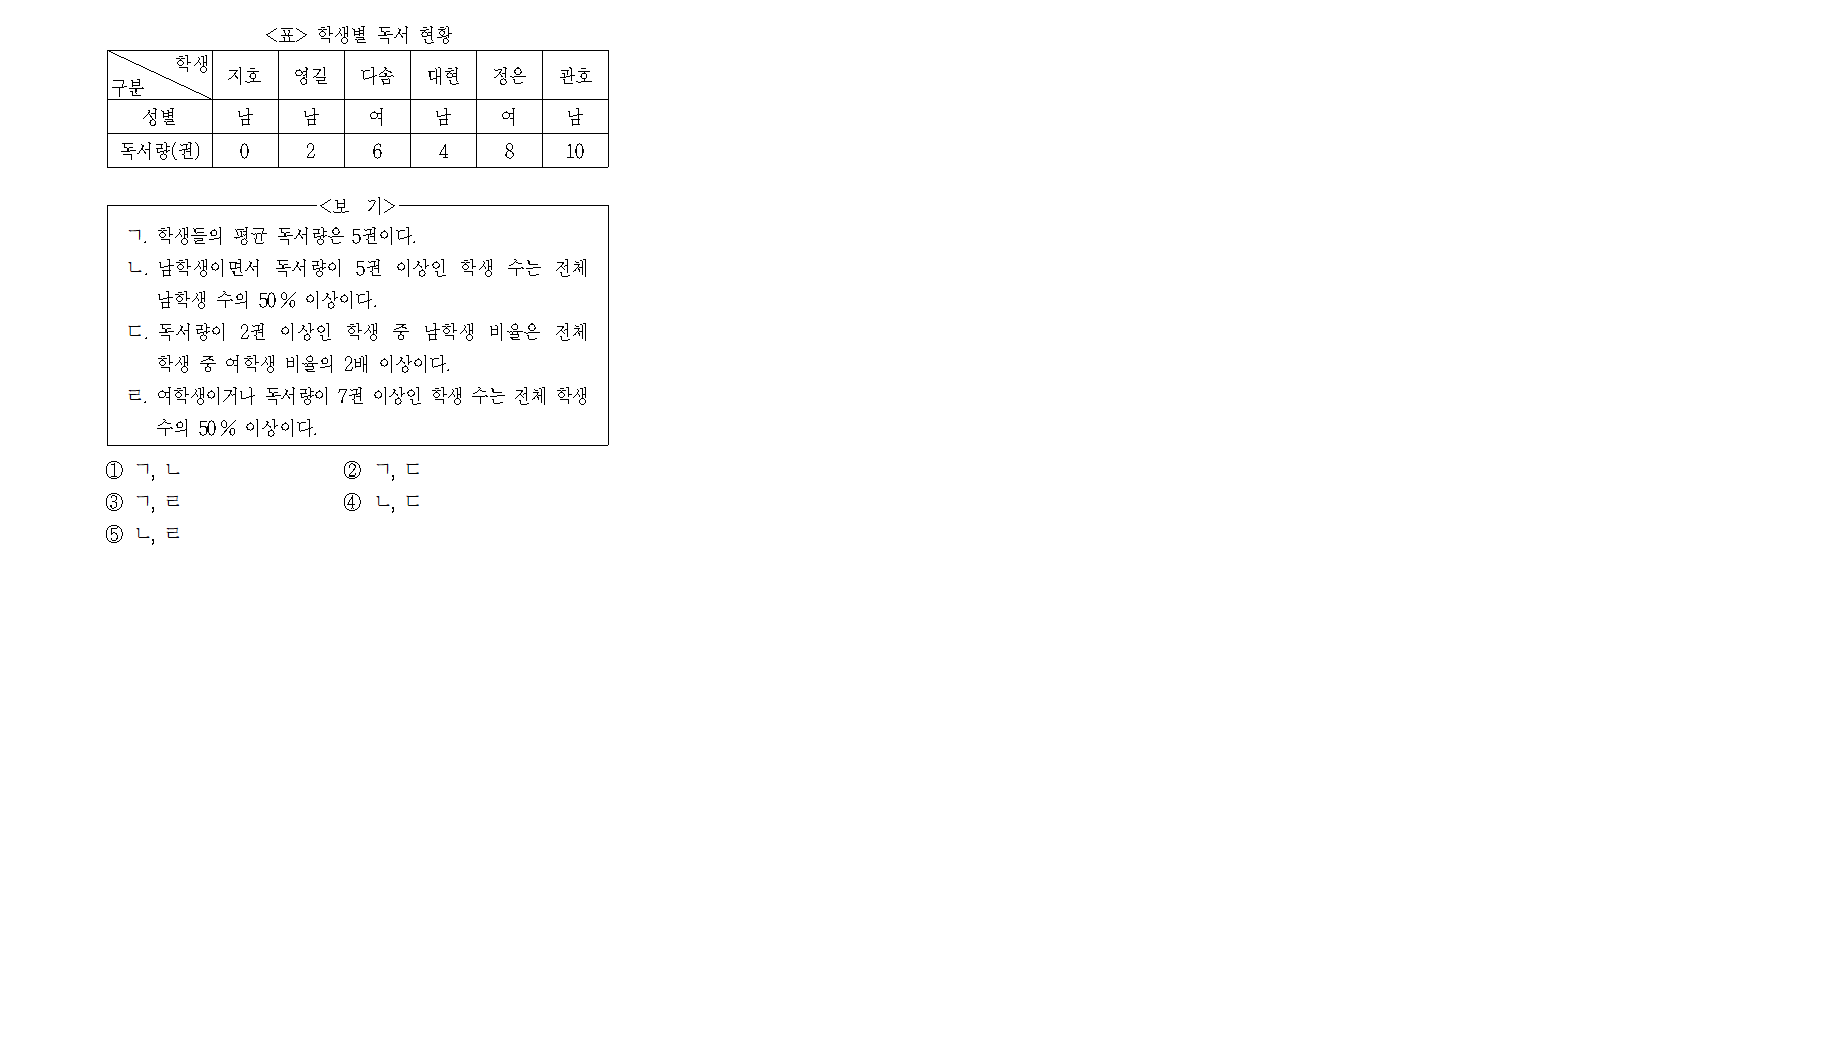 <표> 학생별 독서 현황
학생
구분 지호 영길 다솜 대현 정은 관호
성별 남 남 여 남 여 남
독서량(권) 0 2 6 4 8 10
<보 기>
ㄱ. 학생들의 평균 독서량은 5권이다.
ㄴ. 남학생이면서 독서량이 5권 이상인 학생 수는 전체
남학생 수의 50% 이상이다.
ㄷ. 독서량이 2권 이상인 학생 중 남학생 비율은 전체
학생 중 여학생 비율의 2배 이상이다.
ㄹ. 여학생이거나 독서량이 7권 이상인 학생 수는 전체 학생
수의 50% 이상이다.
① ㄱ, ㄴ ② ㄱ, ㄷ
③ ㄱ, ㄹ ④ ㄴ, ㄷ
⑤ ㄴ, ㄹ